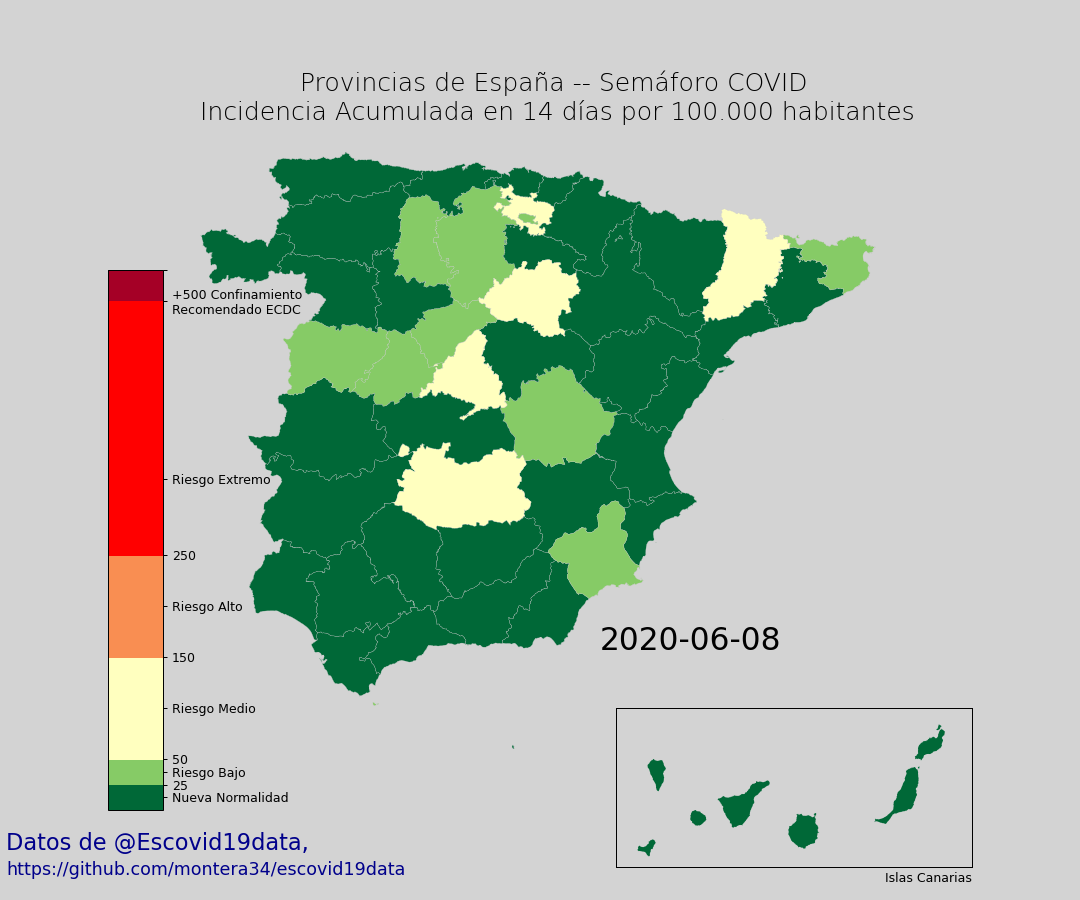 Provincias de España -- Semáforo COVID
Incidencia Acumulada en 14 días por 100.000 habitantes
+500 Confinamiento
Recomendado ECDC
Riesgo Extremo
250
Riesgo Alto
150
Riesgo Medio
50
Riesgo Bajo
25
Nueva Normalidad
2020-06-08
Islas Canarias
Datos de @Escovid19data,
https://github.com/montera34/escovid19data